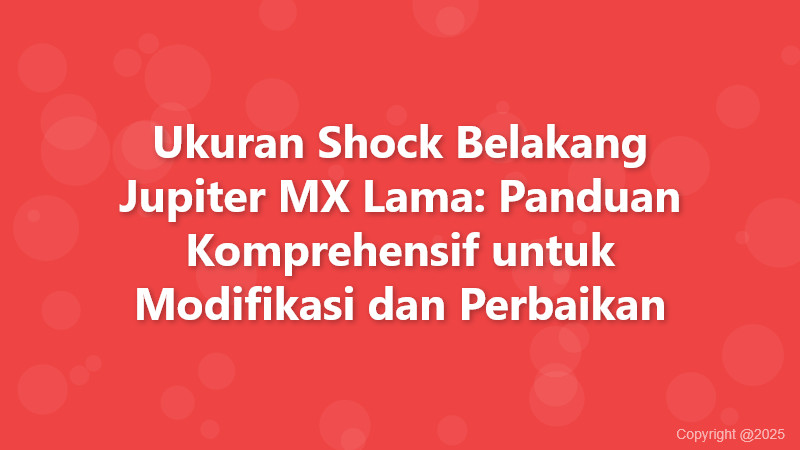 Ukuran Shock Belakang
Jupiter MX Lama: Panduan
Komprehensif untuk
Modifikasi dan Perbaikan
Copyright @2025